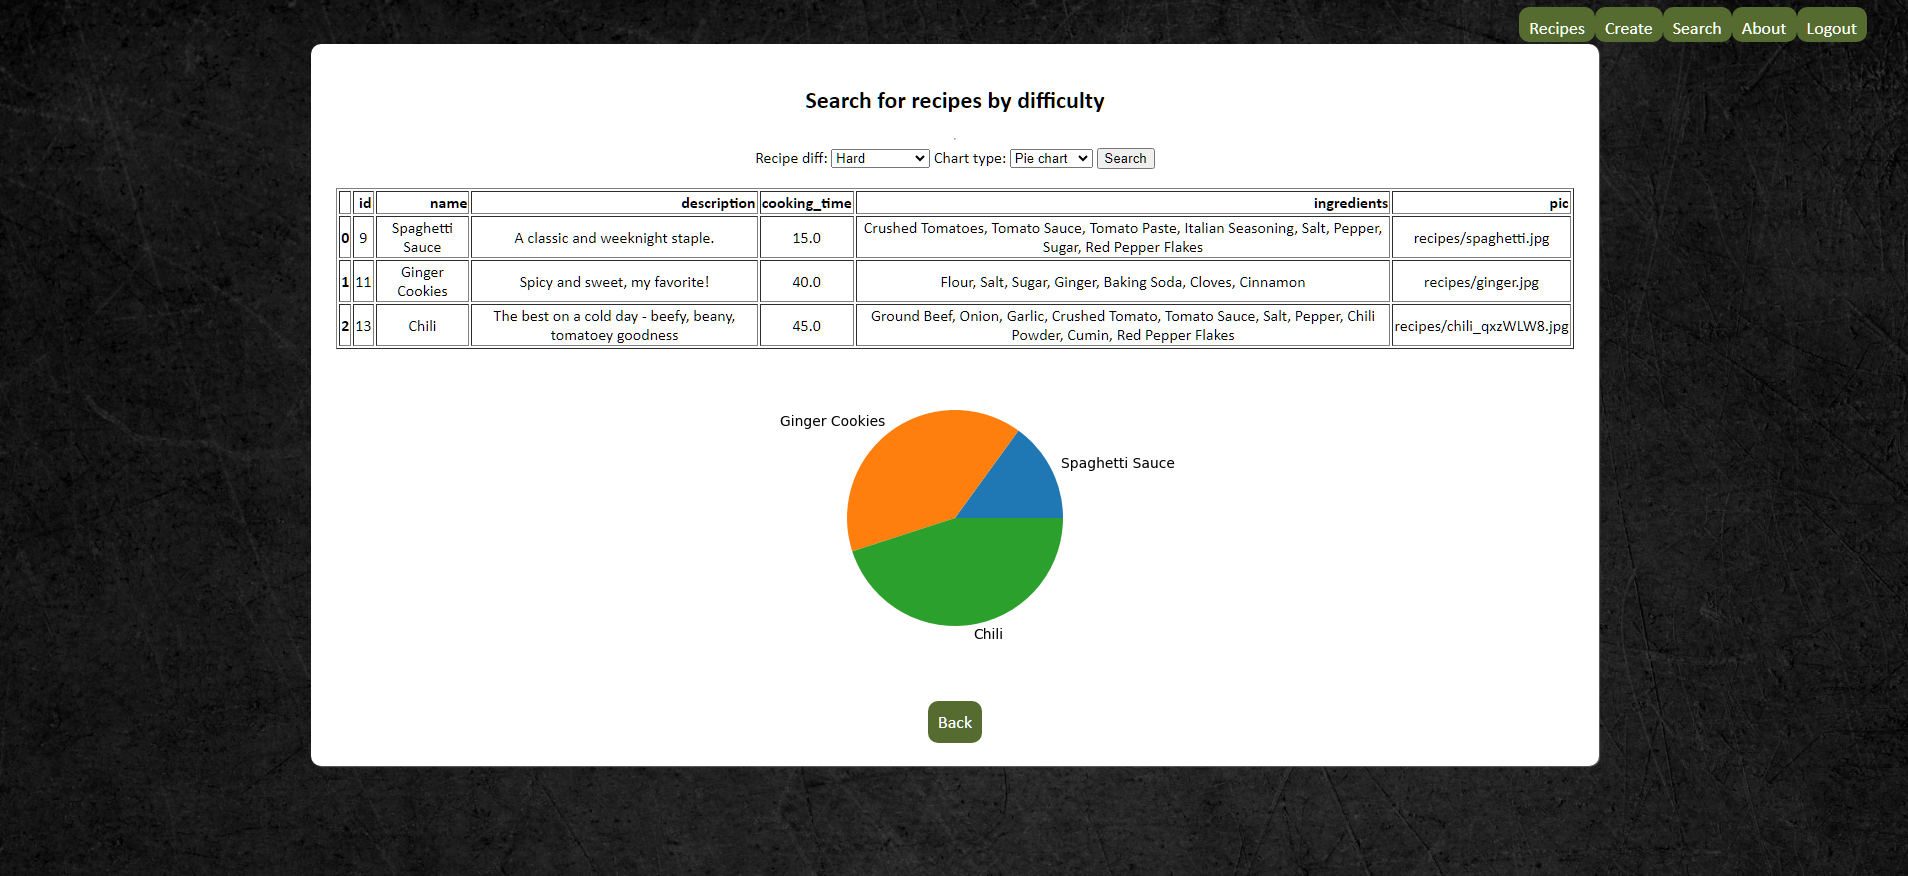 Recipes Create Search About Logout
Search for recipes by difficulty
Recipe diff: Hard Chart type: Pie chart Search
id name description cooking_time ingredients pic
0 9 Spaghetti Sauce A classic and weeknight staple. 15.0 Crushed Tomatoes, Tomato Sauce, Tomato Paste, Italian Seasoning, Salt, Pepper, Sugar, Red Pepper Flakes recipes/spaghetti.jpg
1 11 Ginger Cookies Spicy and sweet, my favorite! 40.0 Flour, Salt, Sugar, Ginger, Baking Soda, Cloves, Cinnamon recipes/ginger.jpg
2 13 Chili The best on a cold day - beefy, beany, tomatoey goodness 45.0 Ground Beef, Onion, Garlic, Crushed Tomato, Tomato Sauce, Salt, Pepper, Chili Powder, Cumin, Red Pepper Flakes recipes/chili_qxzWLW8.jpg
Ginger Cookies
Spaghetti Sauce
Chili
Back